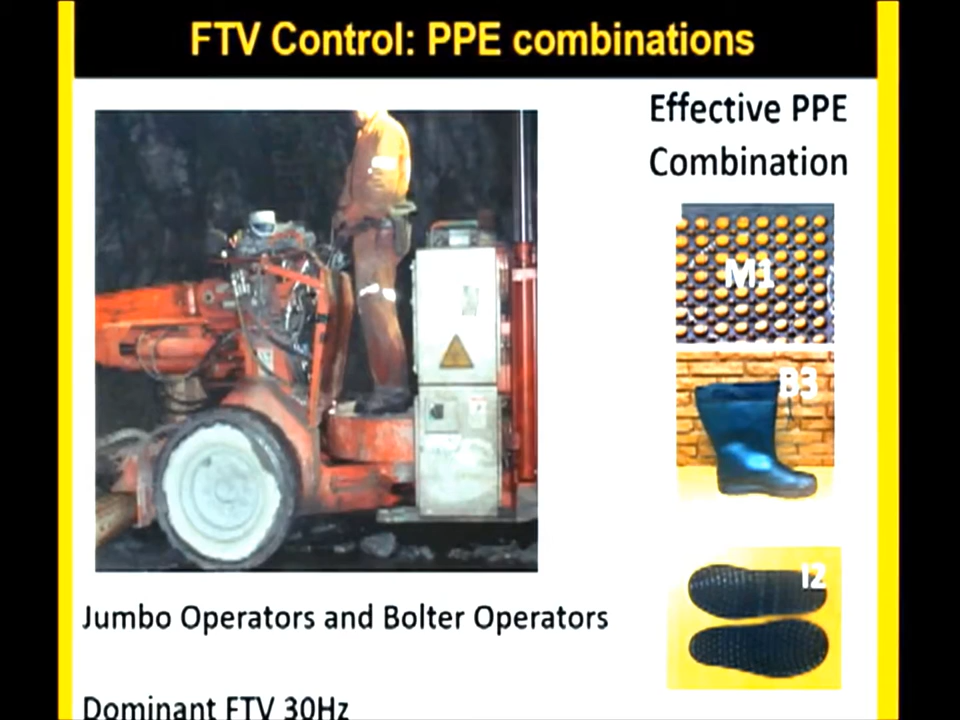 FTV Control: PPE combinations
Effective PPE
Combination
M1
B3
I2
Jumbo Operators and Bolter Operators
Dominant FTV 30Hz